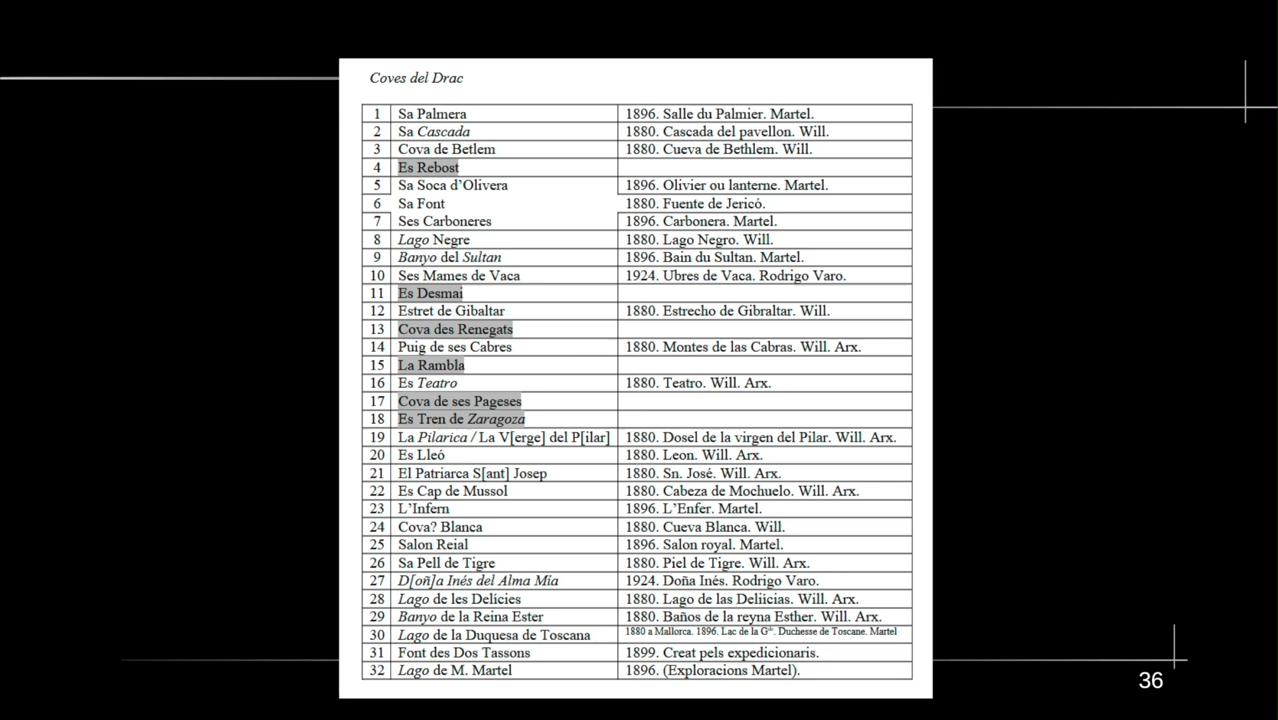 Coves del Drac
1 Sa Palmera 1896. Salle du Palmier. Martel.
2 Sa Cascada 1880. Cascada del pavellon. Will.
3 Cova de Betlem 1880. Cueva de Bethlem. Will.
4 Es Rebost
5 Sa Soca d’Olivera 1896. Olivier ou lanterne. Martel.
6 Sa Font 1880. Fuente de Jericó.
7 Ses Carboneres 1896. Carbonera. Martel.
8 Lago Negre 1880. Lago Negro. Will.
9 Banyo del Sultan 1896. Bain du Sultan. Martel.
10 Ses Mames de Vaca 1924. Ubres de Vaca. Rodrigo Varo.
11 Es Desmai
12 Estret de Gibaltar 1880. Estrecho de Gibraltar. Will.
13 Cova des Renegats
14 Puig de ses Cabres 1880. Montes de las Cabras. Will. Arx.
15 La Rambla
16 Es Teatro 1880. Teatro. Will. Arx.
17 Cova de ses Pageses
18 Es Tren de Zaragoza
19 La Pilarica / La V[erge] del P[ilar] 1880. Dosel de la virgen del Pilar. Will. Arx.
20 Es Lleó 1880. Leon. Will. Arx.
21 El Patriarca S[ant] Josep 1880. Sn. José. Will. Arx.
22 Es Cap de Mussol 1880. Cabeza de Mochuelo. Will. Arx.
23 L’Infern 1896. L’Enfer. Martel.
24 Cova? Blanca 1880. Cueva Blanca. Will.
25 Salon Reial 1896. Salon royal. Martel.
26 Sa Pell de Tigre 1880. Piel de Tigre. Will. Arx.
27 D[oñ]a Inés del Alma Mía 1924. Doña Inés. Rodrigo Varo.
28 Lago de les Delícies 1880. Lago de las Deliicias. Will. Arx.
29 Banyo de la Reina Ester 1880. Baños de la reyna Esther. Will. Arx.
30 Lago de la Duquesa de Toscana 1880 a Mallorca. 1896. Lac de la Gde. Duchesse de Toscane. Martel
31 Font des Dos Tassons 1899. Creat pels expedicionaris.
32 Lago de M. Martel 1896. (Exploracions Martel).
36